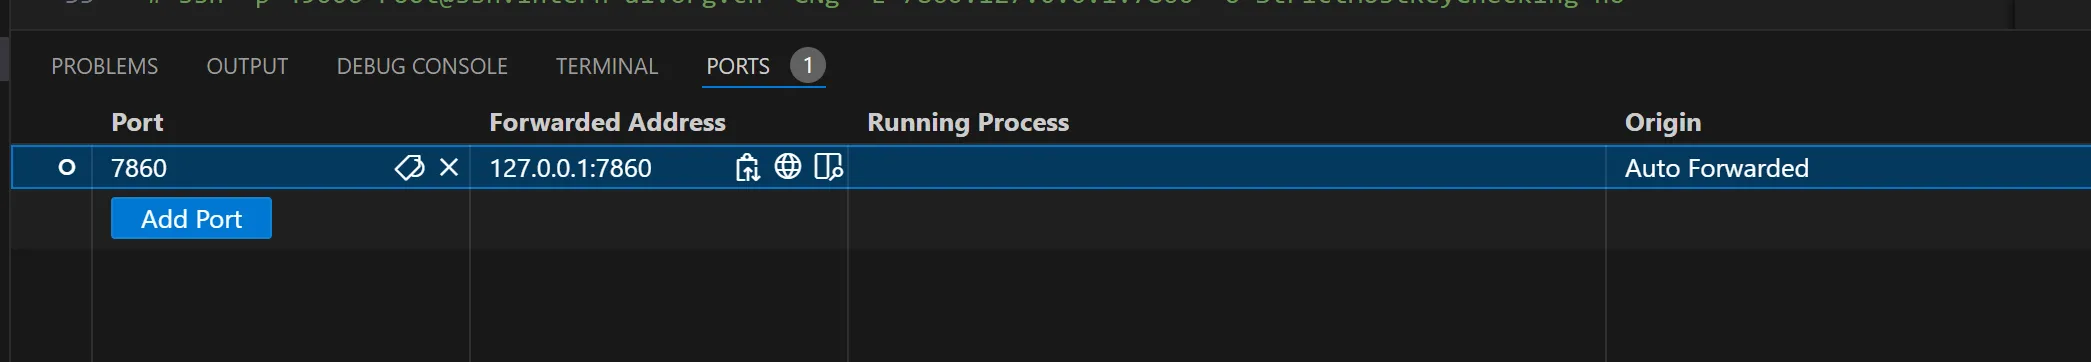 PROBLEMS OUTPUT DEBUG CONSOLE TERMINAL PORTS 1
Port Forwarded Address Running Process Origin
7860 127.0.0.1:7860 Auto Forwarded
Add Port